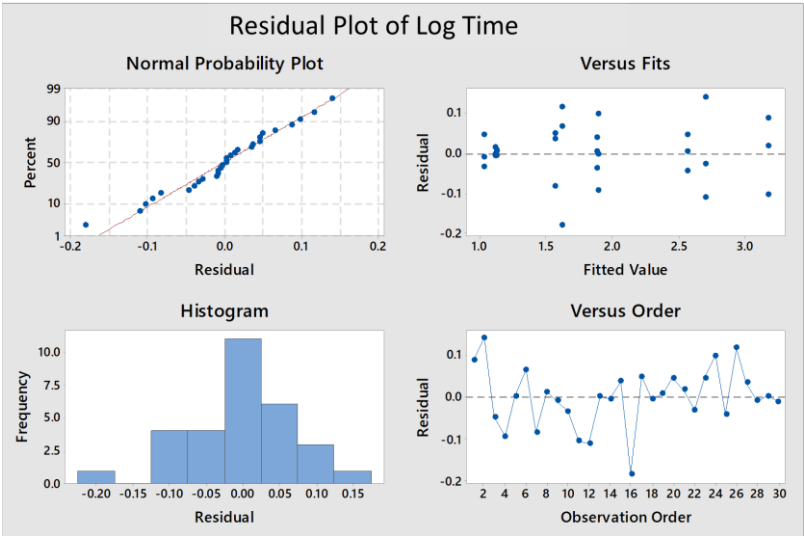 Residual Plot of Log Time
Normal Probability Plot
99
90
50
10
1
Percent
-0.2 -0.1 0.0 0.1 0.2
Residual
Versus Fits
0.1
0.0
-0.1
-0.2
Residual
1.0 1.5 2.0 2.5 3.0
Fitted Value
Histogram
10.0
7.5
5.0
2.5
0.0
Frequency
-0.20 -0.15 -0.10 -0.05 0.00 0.05 0.10 0.15
Residual
Versus Order
0.1
0.0
-0.1
-0.2
Residual
2 4 6 8 10 12 14 16 18 20 22 24 26 28 30
Observation Order